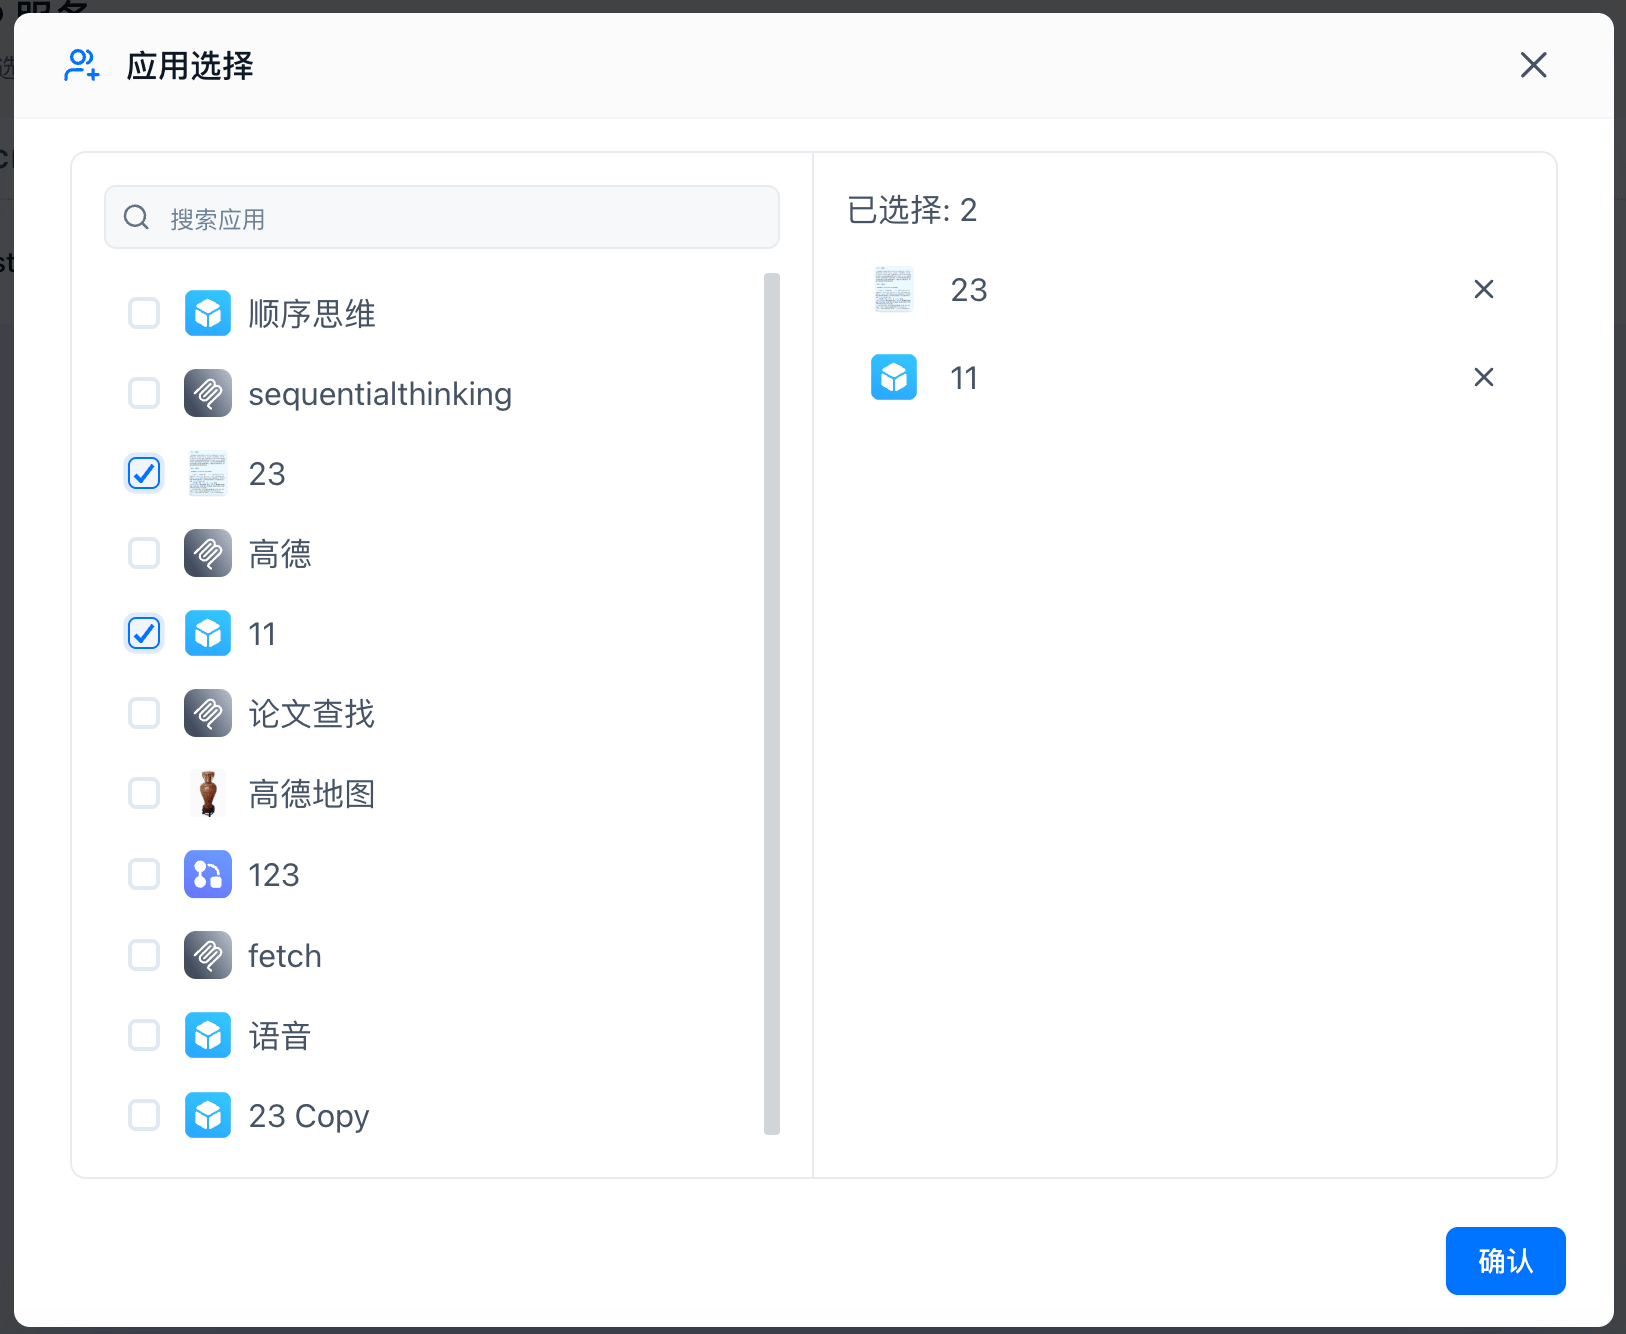 服务
应用选择
搜索应用
顺序思维
sequentialthinking
23
高德
11
论文查找
高德地图
123
fetch
语音
23 Copy
已选择: 2
23
11
确认